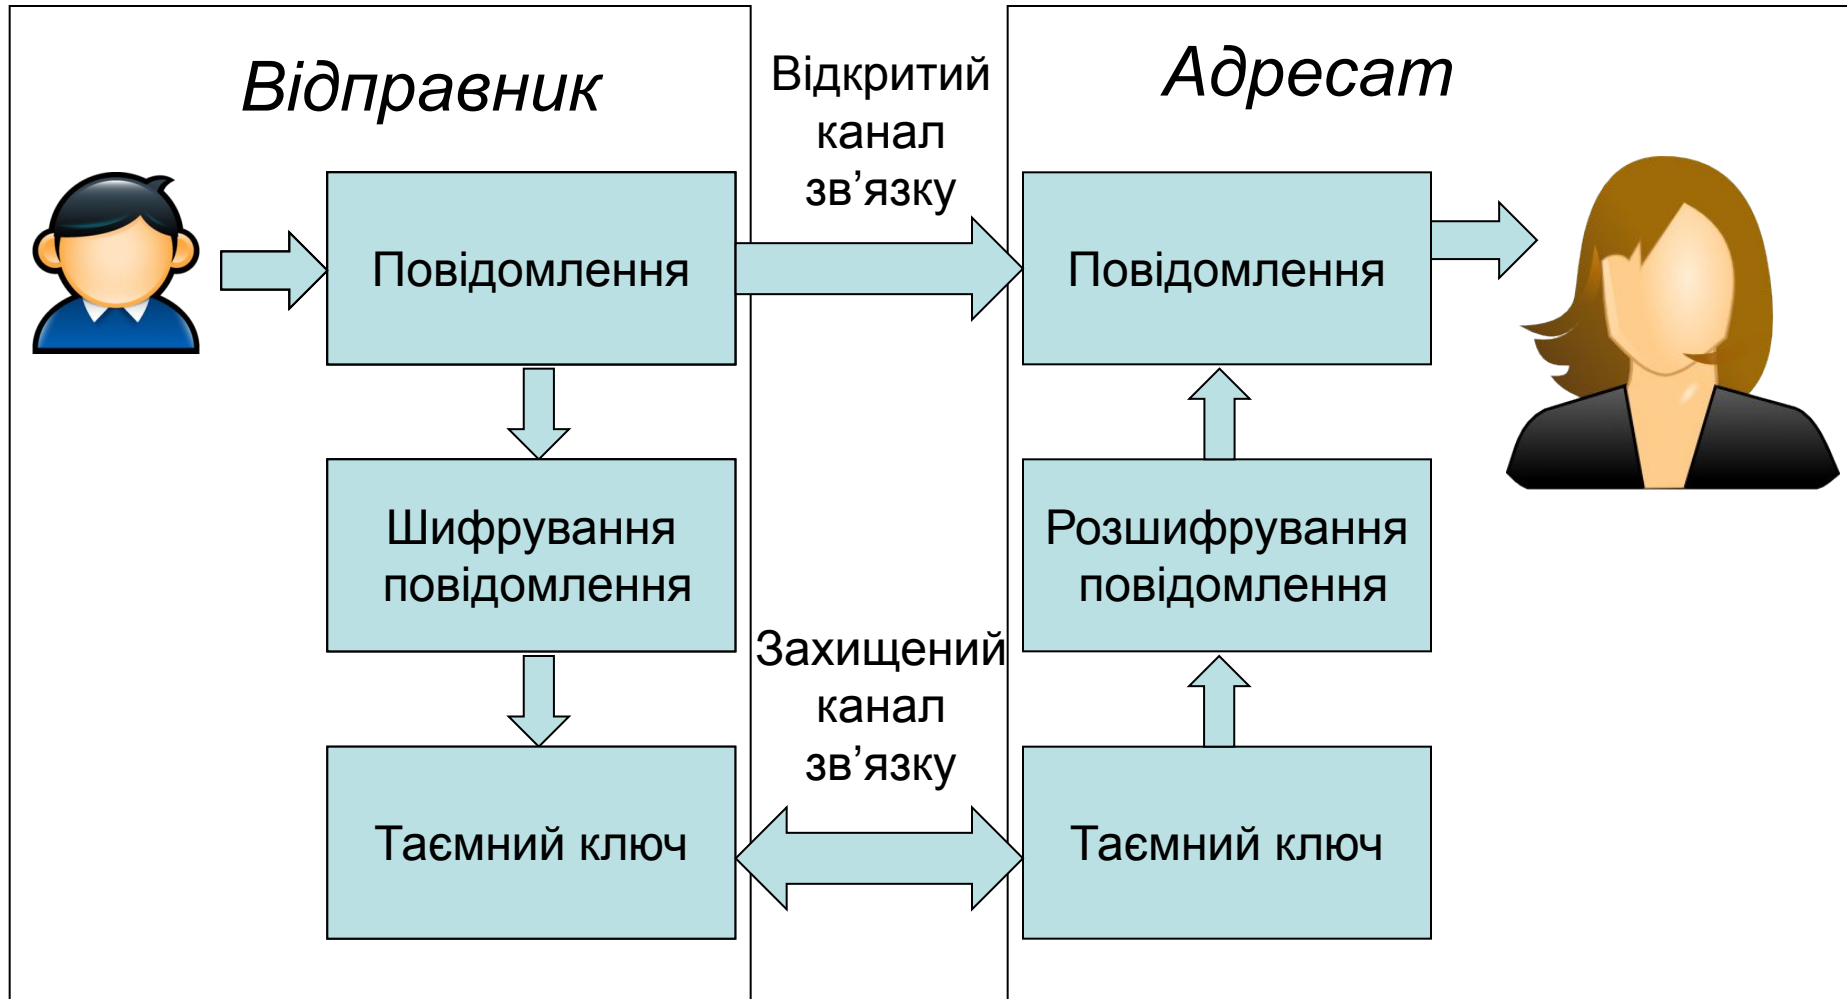 Відправник
Відкритий
канал
зв’язку
Адресат
Повідомлення
Повідомлення
Шифрування
повідомлення
Розшифрування
повідомлення
Захищений
канал
зв’язку
Таємний ключ
Таємний ключ